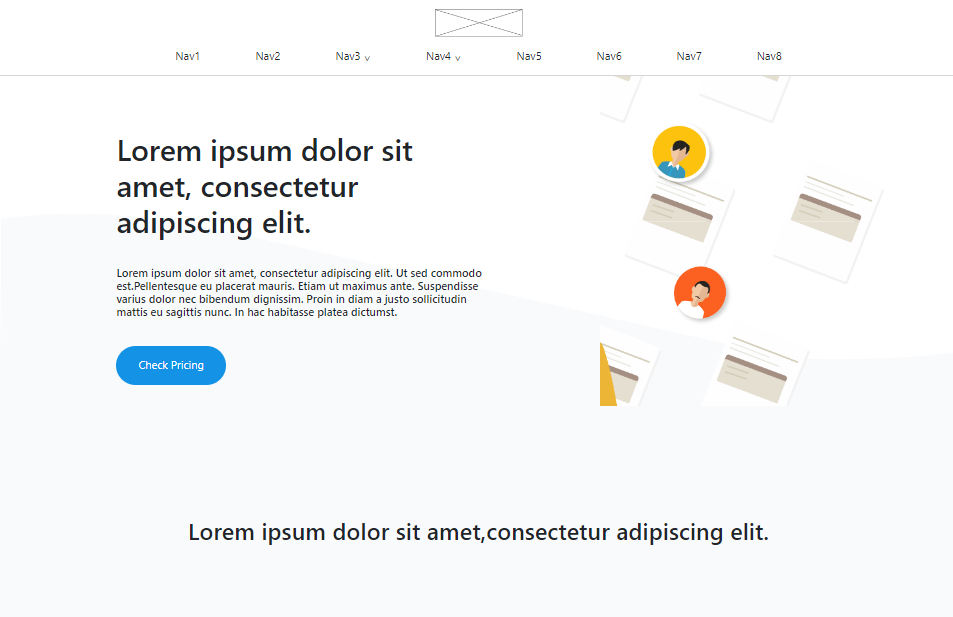 Nav1 Nav2 Nav3 Nav4 Nav5 Nav6 Nav7 Nav8
Lorem ipsum dolor sit
amet, consectetur
adipiscing elit.
Lorem ipsum dolor sit amet, consectetur adipiscing elit. Ut sed commodo
est.Pellentesque eu placerat mauris. Etiam ut maximus ante. Suspendisse
varius dolor nec bibendum dignissim. Proin in diam a justo sollicitudin
mattis eu sagittis nunc. In hac habitasse platea dictumst.
Check Pricing
Lorem ipsum dolor sit amet,consectetur adipiscing elit.